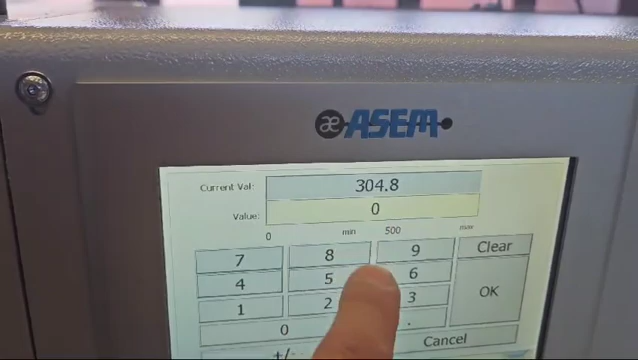 æ ASEM
Current Val: 304.8
Value: 0
0 min 500 max
7 8 9 Clear
4 5 6 OK
1 2 3
0 .
+/- Cancel